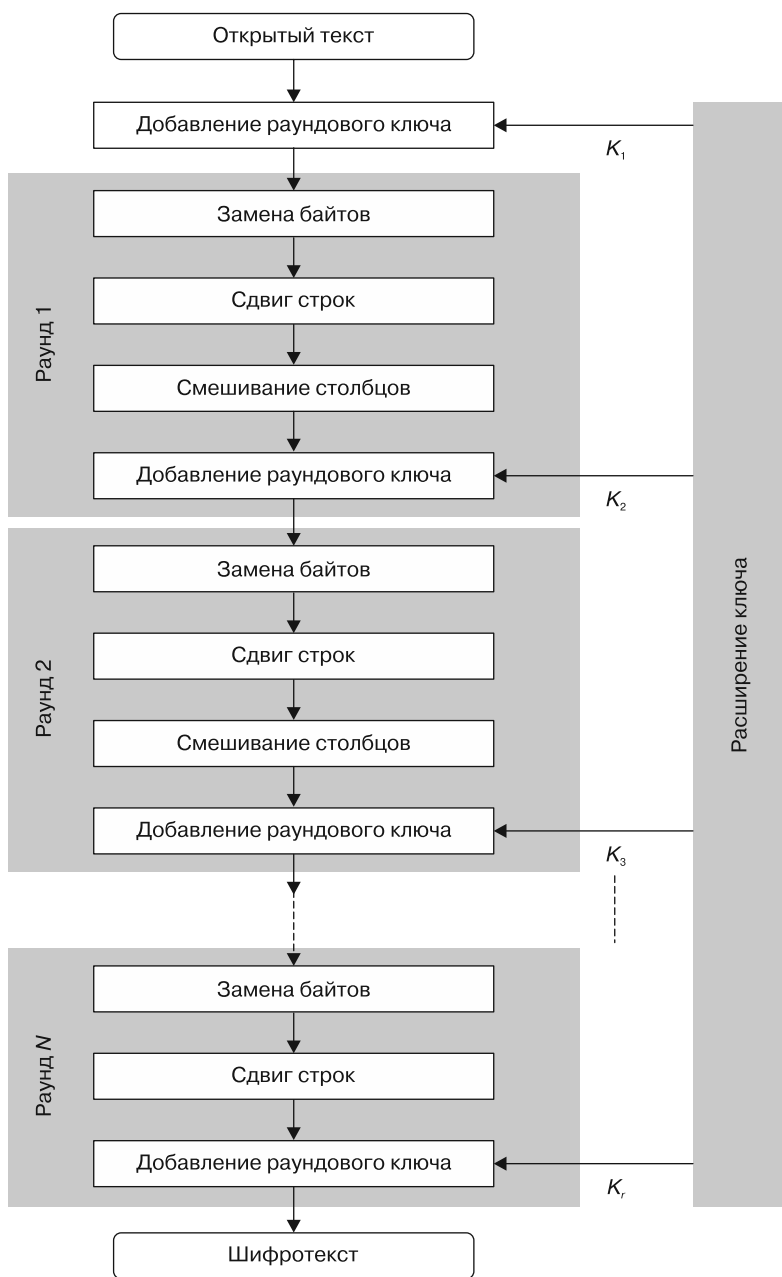 Открытый текст
Добавление раундового ключа
K₁
Раунд 1
Замена байтов
Сдвиг строк
Смешивание столбцов
Добавление раундового ключа
K₂
Раунд 2
Замена байтов
Сдвиг строк
Смешивание столбцов
Добавление раундового ключа
K₃
Расширение ключа
Раунд N
Замена байтов
Сдвиг строк
Добавление раундового ключа
Kᵣ
Шифротекст